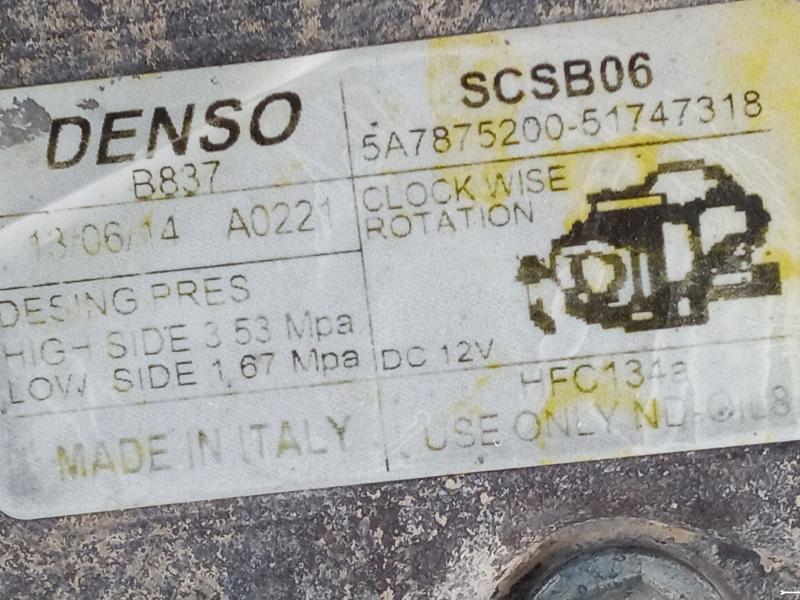 DENSO
B837
13/06/14 A0221
DESING PRES
HIGH SIDE 3.53 Mpa
LOW SIDE 1.67 Mpa
MADE IN ITALY
SCSB06
5A7875200-51747318
CLOCK WISE
ROTATION
DC 12V
HFC134a
USE ONLY ND-OIL8